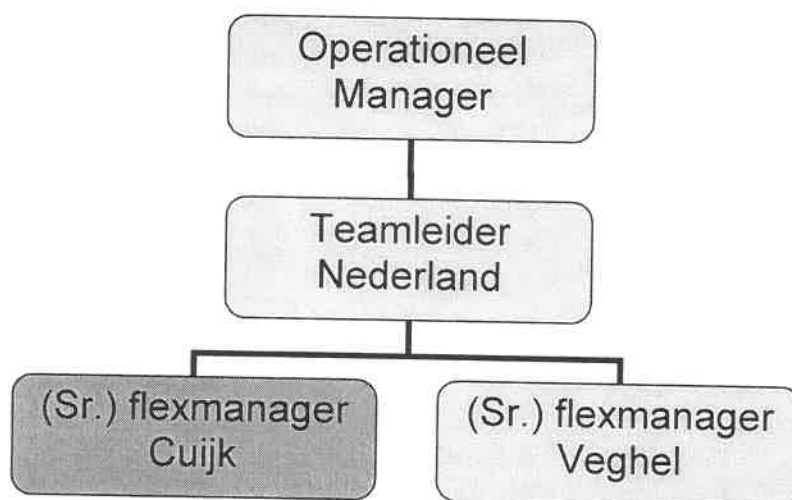 Operationeel
Manager
Teamleider
Nederland
(Sr.) flexmanager
Cuijk
(Sr.) flexmanager
Veghel